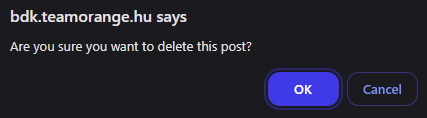 bdk.teamorange.hu says
Are you sure you want to delete this post?
OK
Cancel